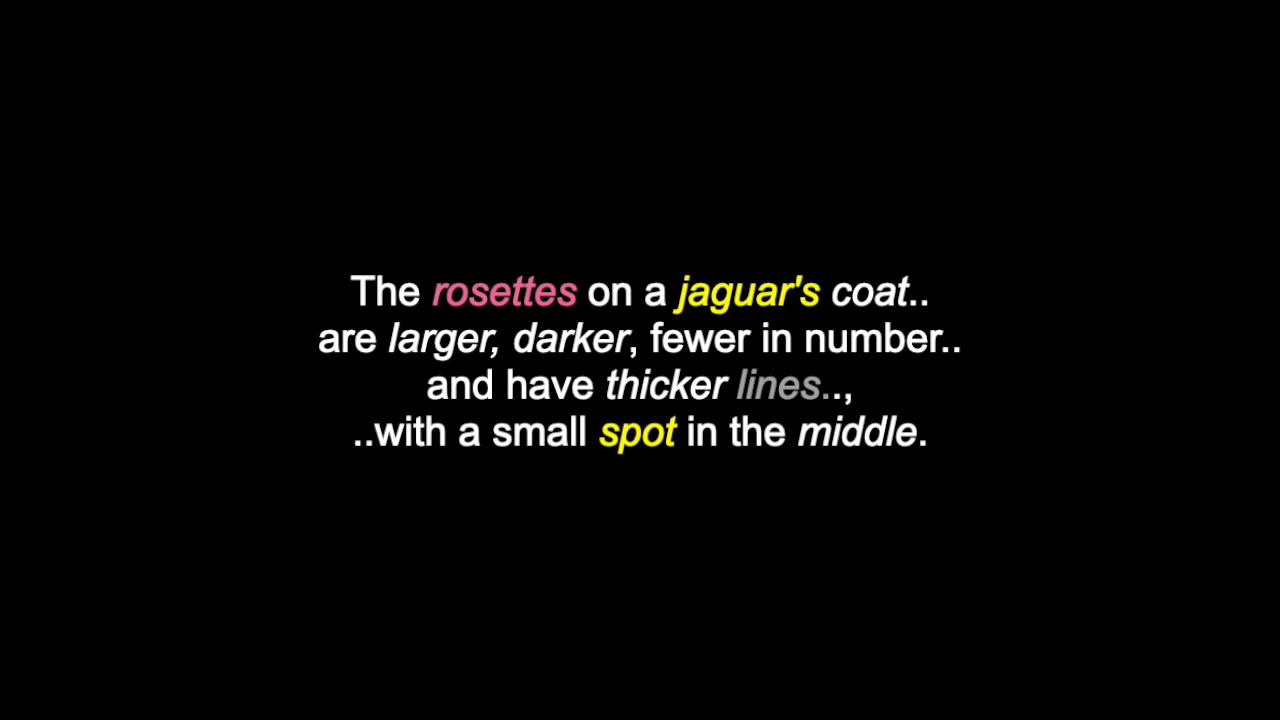 The rosettes on a jaguar's coat..
are larger, darker, fewer in number..
and have thicker lines..,
..with a small spot in the middle.